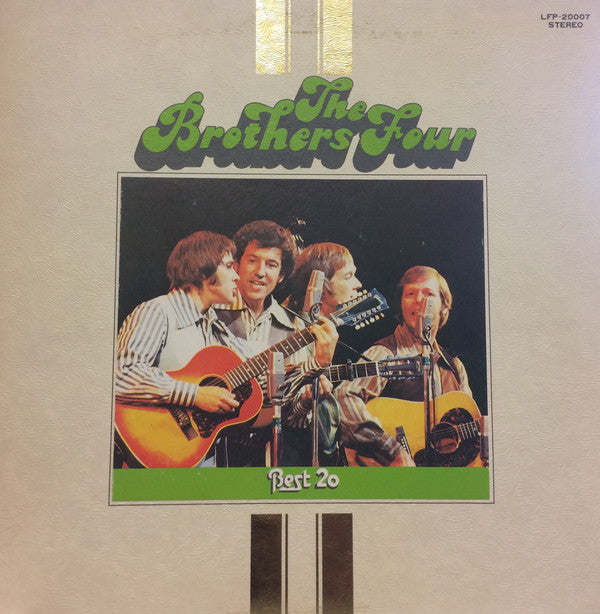 LFP-20007
STEREO
The
Brothers Four
Best 20